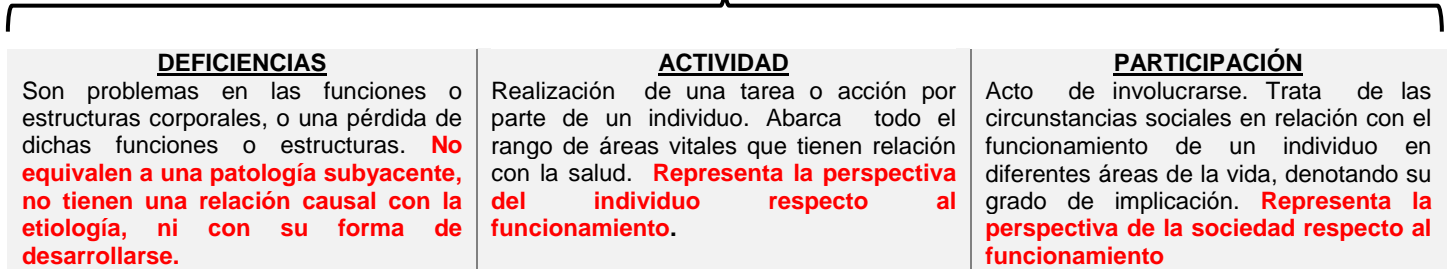 DEFICIENCIAS
Son problemas en las funciones o
estructuras corporales, o una pérdida de
dichas funciones o estructuras. No
equivalen a una patología subyacente,
no tienen una relación causal con la
etiología, ni con su forma de
desarrollarse.
ACTIVIDAD
Realización de una tarea o acción por
parte de un individuo. Abarca todo el
rango de áreas vitales que tienen relación
con la salud. Representa la perspectiva
del individuo respecto al
funcionamiento.
PARTICIPACIÓN
Acto de involucrarse. Trata de las
circunstancias sociales en relación con el
funcionamiento de un individuo en
diferentes áreas de la vida, denotando su
grado de implicación. Representa la
perspectiva de la sociedad respecto al
funcionamiento